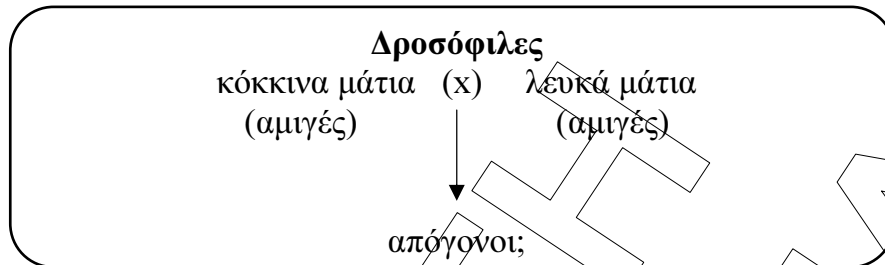 Δροσόφιλες
κόκκινα μάτια (x) λευκά μάτια
(αμιγές) (αμιγές)
απόγονοι;